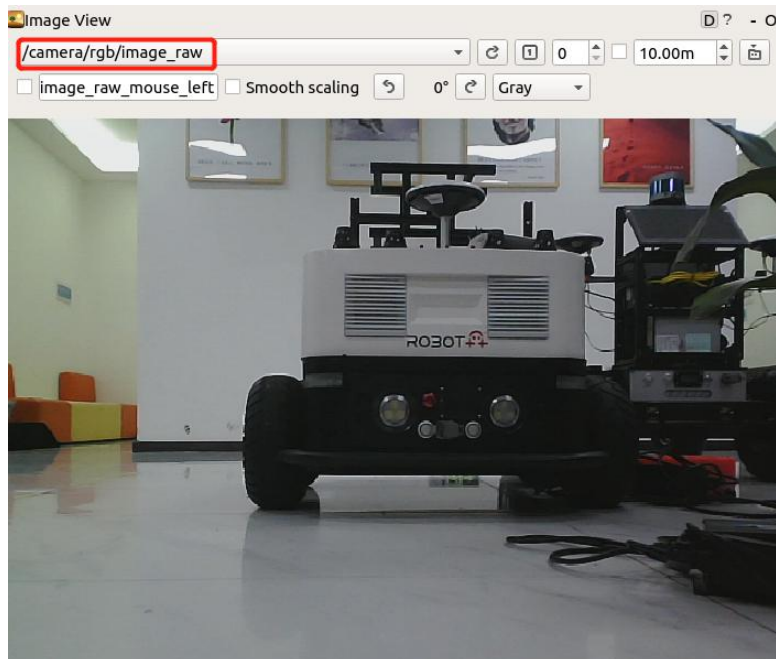 Image View
D ? - O
/camera/rgb/image_raw
0
10.00m
image_raw_mouse_left
Smooth scaling
0°
Gray
ROBOT++